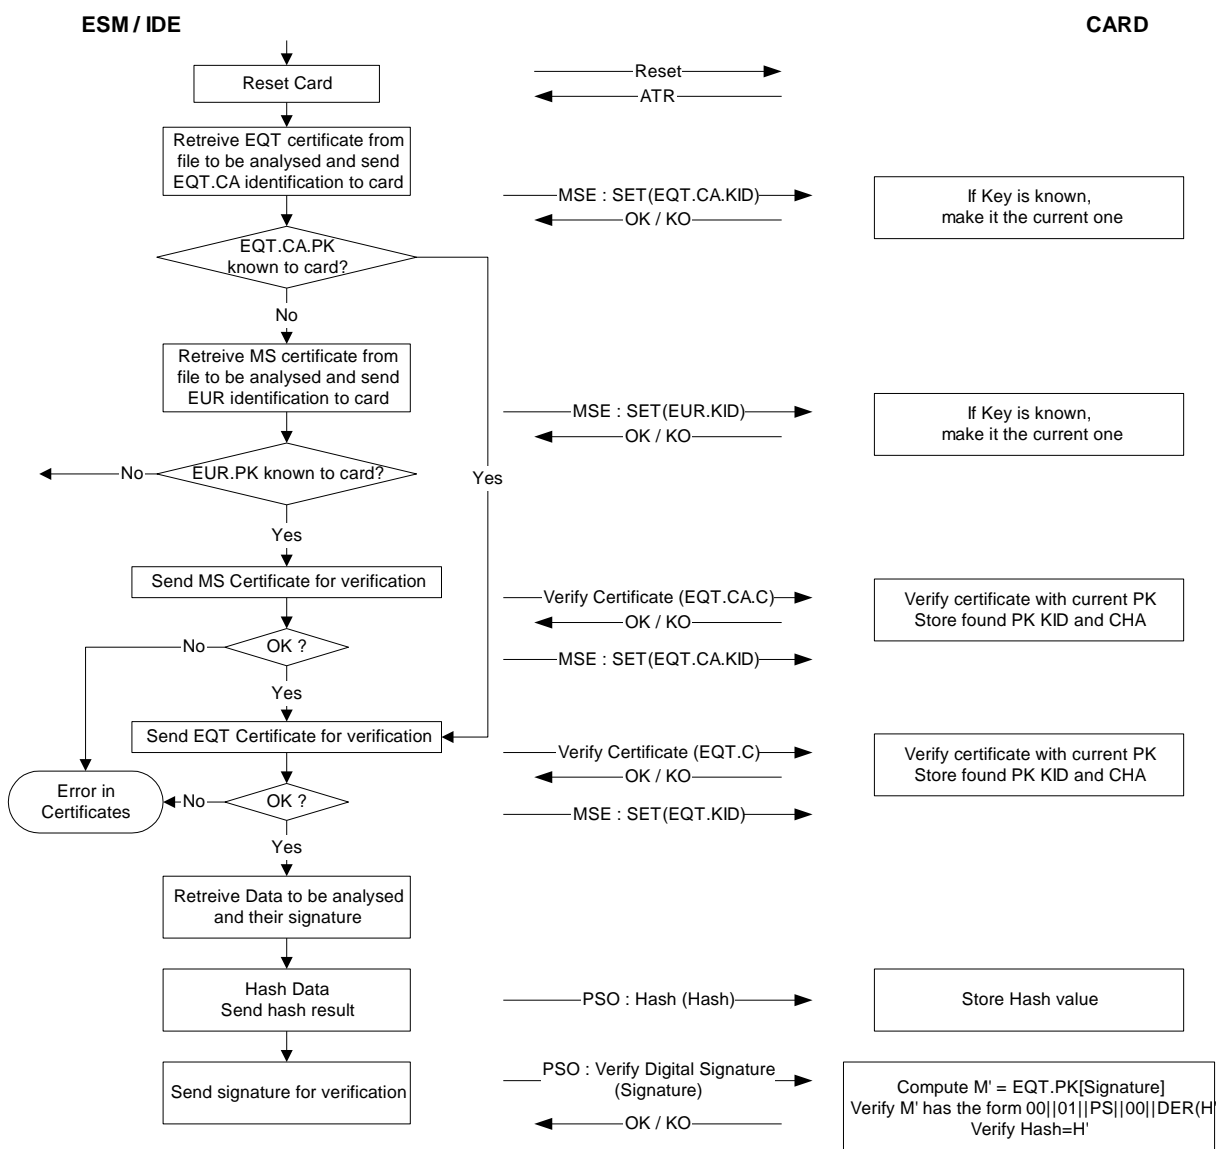 ESM / IDE
CARD
Reset Card
Reset
ATR
Retreive EQT certificate from
file to be analysed and send
EQT.CA identification to card
MSE : SET(EQT.CA.KID)
OK / KO
If Key is known,
make it the current one
EQT.CA.PK
known to card?
No
Retreive MS certificate from
file to be analysed and send
EUR identification to card
MSE : SET(EUR.KID)
OK / KO
If Key is known,
make it the current one
No
EUR.PK known to card?
Yes
Yes
Send MS Certificate for verification
Verify Certificate (EQT.CA.C)
OK / KO
Verify certificate with current PK
Store found PK KID and CHA
No
OK ?
MSE : SET(EQT.CA.KID)
Yes
Send EQT Certificate for verification
Verify Certificate (EQT.C)
OK / KO
Verify certificate with current PK
Store found PK KID and CHA
Error in
Certificates
No
OK ?
MSE : SET(EQT.KID)
Yes
Retreive Data to be analysed
and their signature
Hash Data
Send hash result
PSO : Hash (Hash)
Store Hash value
Send signature for verification
PSO : Verify Digital Signature
(Signature)
OK / KO
Compute M' = EQT.PK[Signature]
Verify M' has the form 00||01||PS||00||DER(H'
Verify Hash=H'